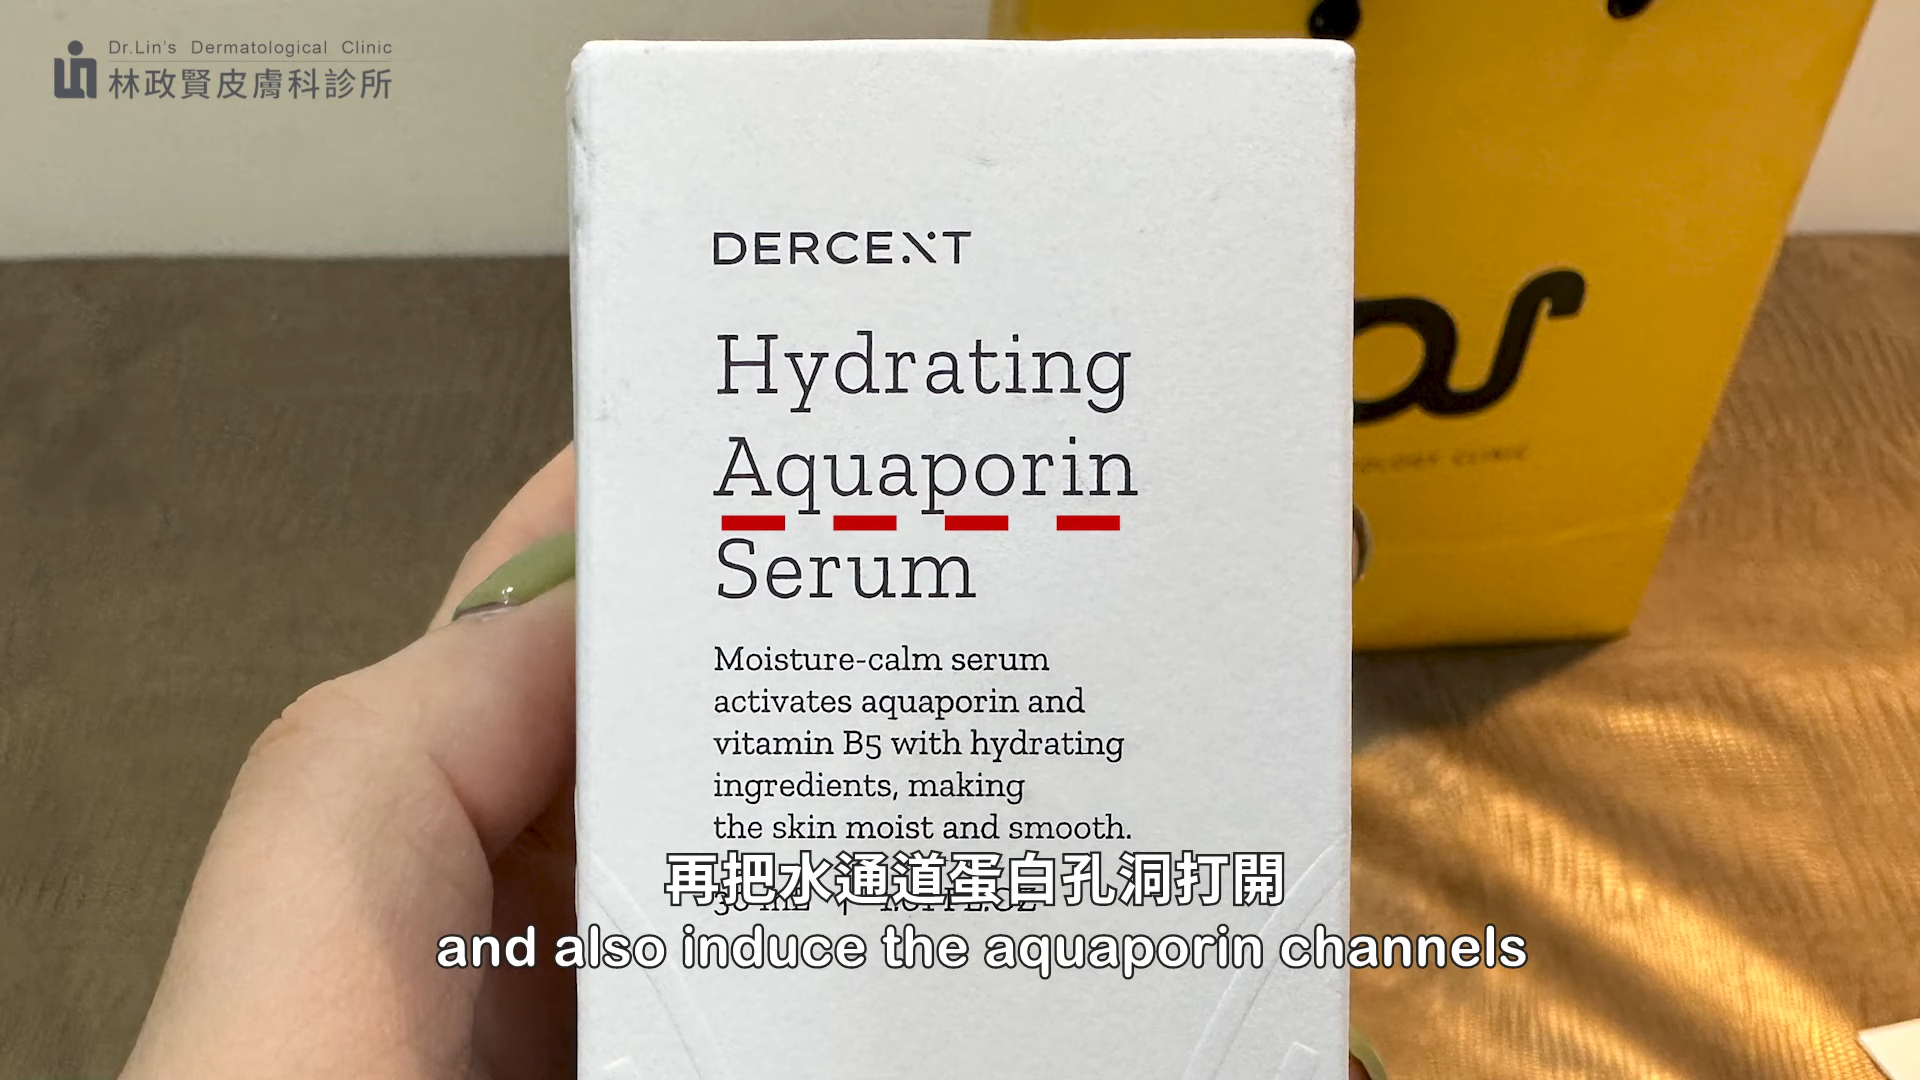 Dr.Lin's Dermatological Clinic
林政賢皮膚科診所
DERCEXT
Hydrating
Aquaporin
Serum
Moisture-calm serum
activates aquaporin and
vitamin B5 with hydrating
ingredients, making
the skin moist and smooth.
再把水通道蛋白孔洞打開
and also induce the aquaporin channels
CLINIC